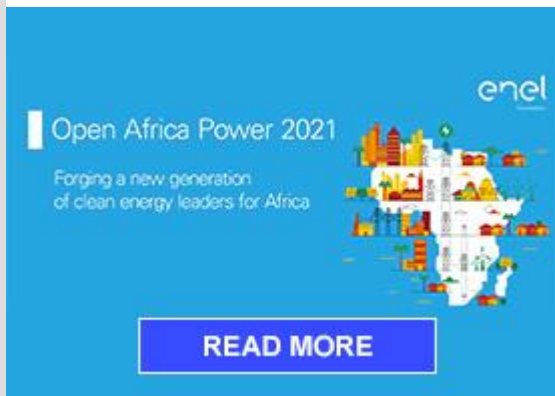 enel
Open Africa Power 2021
Forging a new generation
of clean energy leaders for Africa
READ MORE